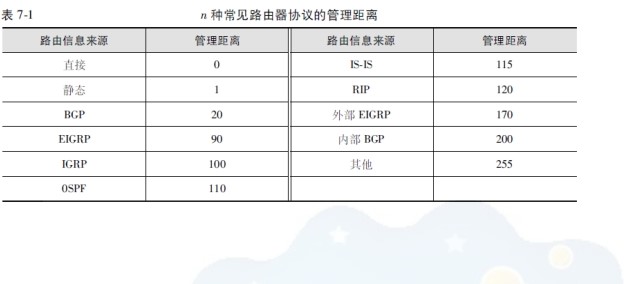 表 7-1 n 种常见路由器协议的管理距离
路由信息来源 管理距离 路由信息来源 管理距离
直接 0 IS-IS 115
静态 1 RIP 120
BGP 20 外部 EIGRP 170
EIGRP 90 内部 BGP 200
IGRP 100 其他 255
0SPF 110